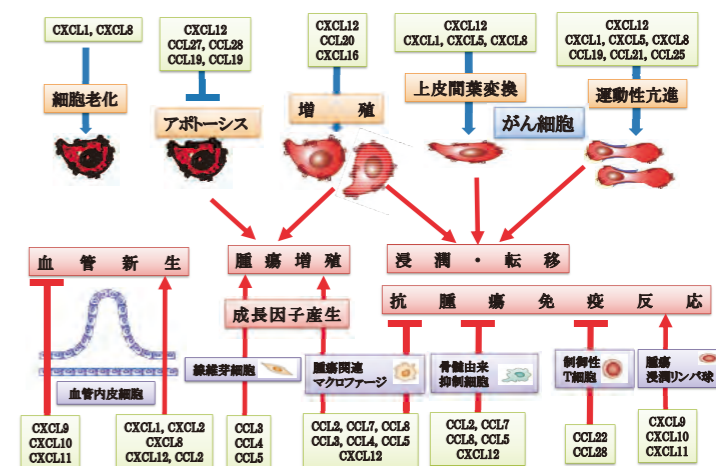 CXCL1, CXCL8
CXCL12
CCL27, CCL28
CCL19, CCL19
CXCL12
CCL20
CXCL16
CXCL12
CXCL1, CXCL5, CXCL8
CXCL12
CXCL1, CXCL5, CXCL8
CCL19, CCL21, CCL25
細胞老化
アポトーシス
増 殖
上皮間葉変換
がん細胞
運動性亢進
血 管 新 生
腫瘍増殖
浸 潤 ・ 転 移
抗 腫 瘍 免 疫 反 応
成長因子産生
血管内皮細胞
線維芽細胞
腫瘍関連
マクロファージ
骨髄由来
抑制細胞
制御性
T細胞
腫瘍
浸潤リンパ球
CXCL9
CXCL10
CXCL11
CXCL1, CXCL2
CXCL8
CXCL12, CCL2
CCL3
CCL4
CCL5
CCL2, CCL7, CCL8
CCL3, CCL4, CCL5
CXCL12
CCL2, CCL7
CCL8, CCL5
CXCL12
CCL22
CCL28
CXCL9
CXCL10
CXCL11